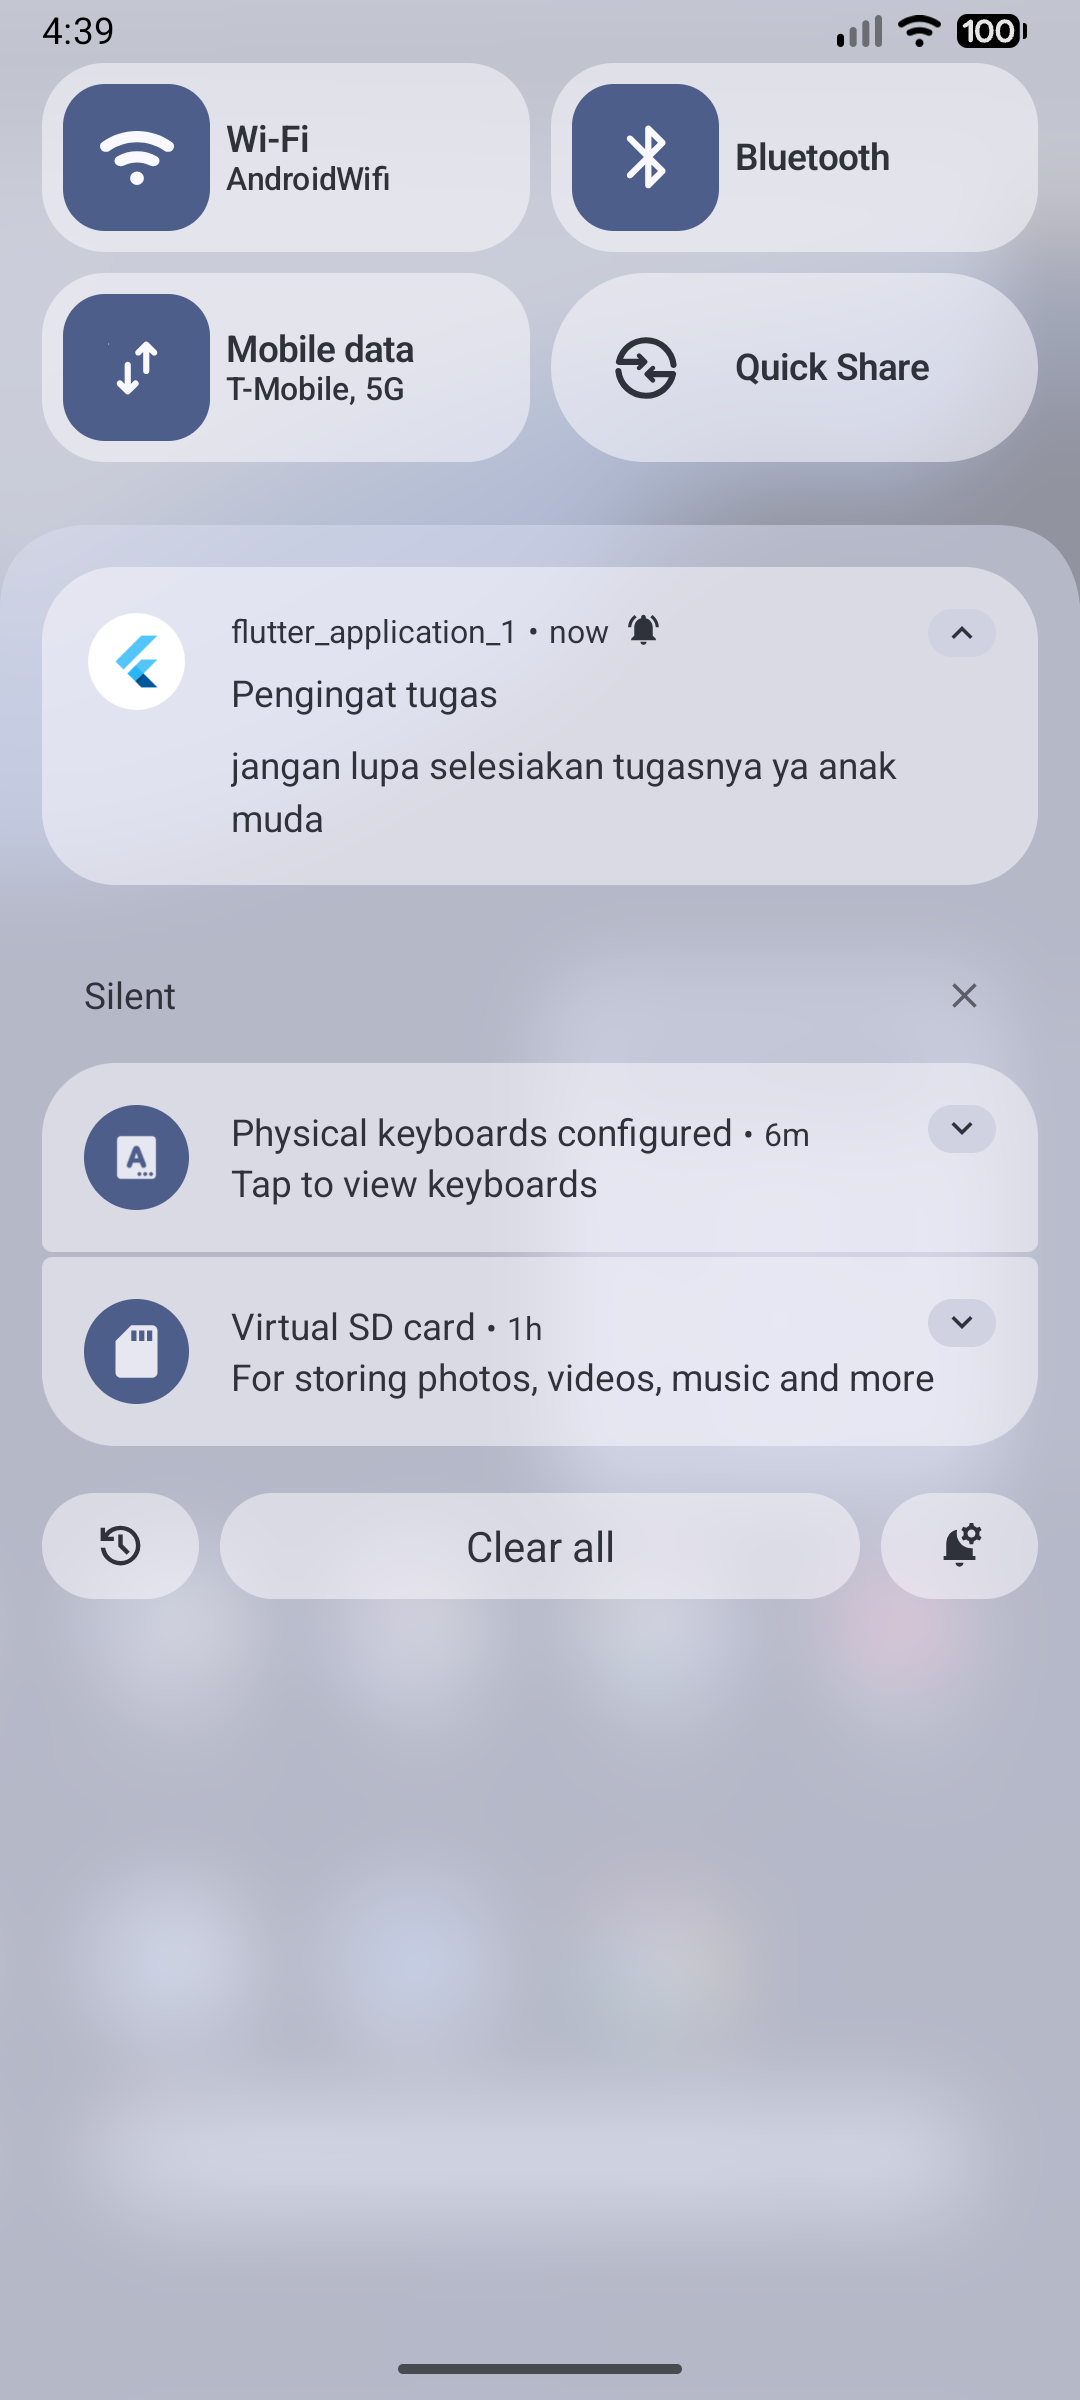 4:39
100
Wi-Fi
AndroidWifi
Bluetooth
Mobile data
T-Mobile, 5G
Quick Share
flutter_application_1 • now
Pengingat tugas
jangan lupa selesiakan tugasnya ya anak
muda
Silent
Physical keyboards configured • 6m
Tap to view keyboards
Virtual SD card • 1h
For storing photos, videos, music and more
Clear all